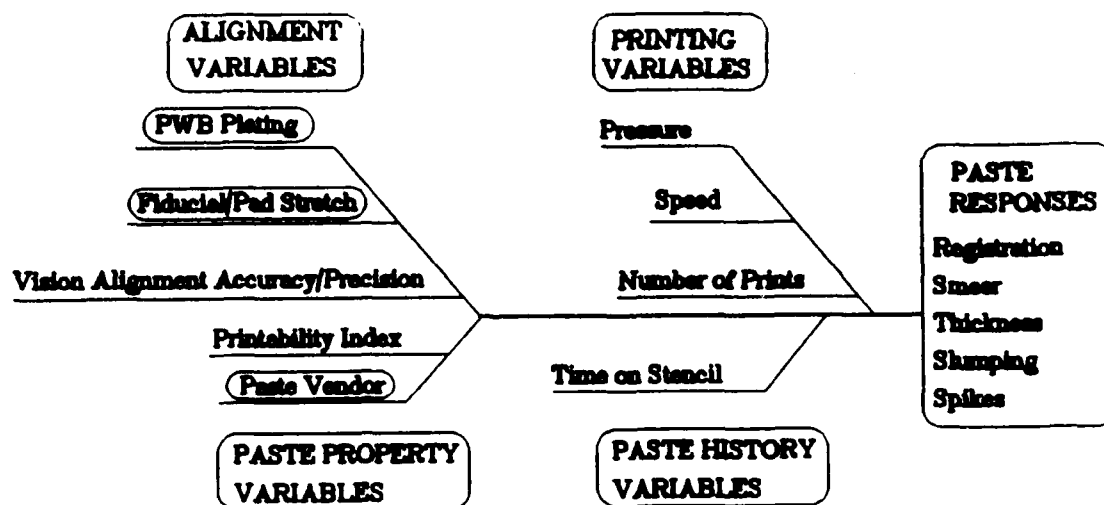 ALIGNMENT
VARIABLES
PWB Plating
Fiducial/Pad Stretch
Vision Alignment Accuracy/Precision
Printability Index
Paste Vendor
PASTE PROPERTY
VARIABLES
PRINTING
VARIABLES
Pressure
Speed
Number of Prints
Time on Stencil
PASTE HISTORY
VARIABLES
PASTE
RESPONSES
Registration
Smear
Thickness
Slumping
Spikes